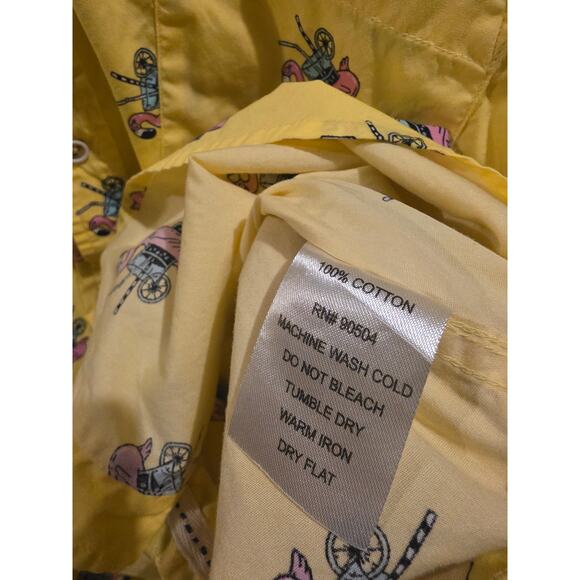 100% COTTON
RN# 90504
MACHINE WASH COLD
DO NOT BLEACH
TUMBLE DRY
WARM IRON
DRY FLAT